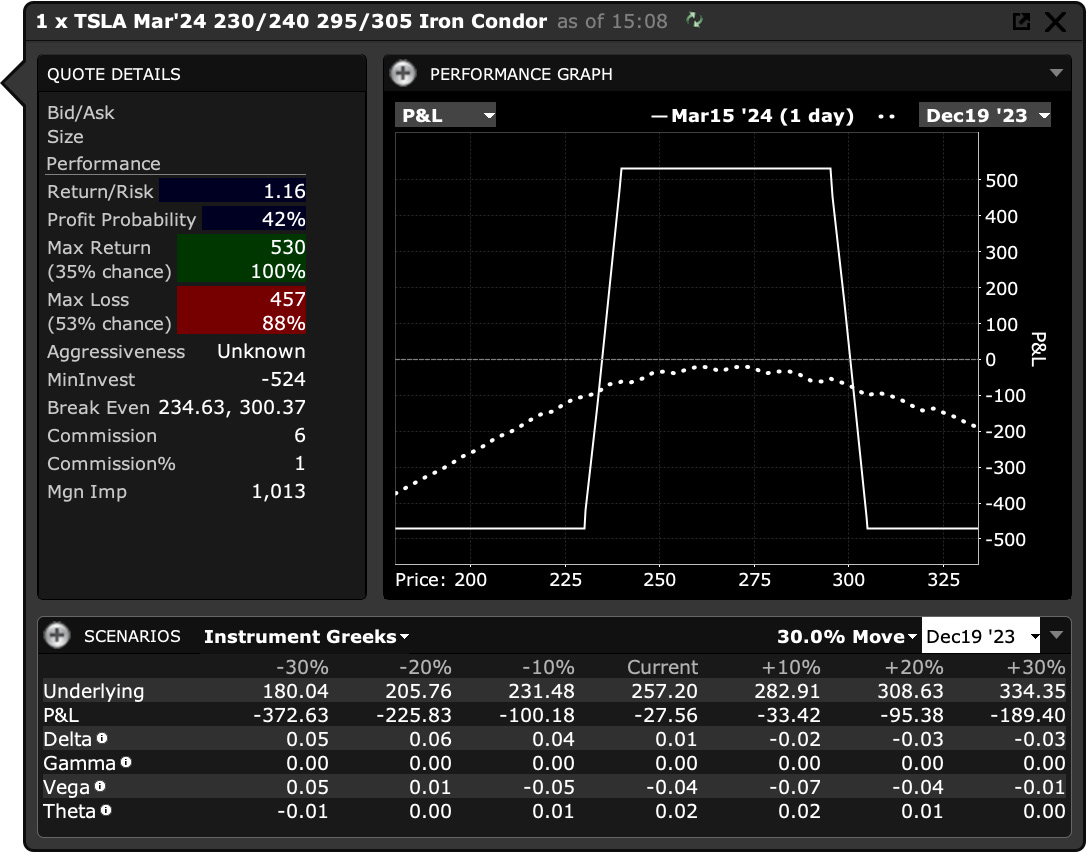 1 x TSLA Mar'24 230/240 295/305 Iron Condor as of 15:08
QUOTE DETAILS
Bid/Ask
Size
Performance
Return/Risk 1.16
Profit Probability 42%
Max Return 530
(35% chance) 100%
Max Loss 457
(53% chance) 88%
Aggressiveness Unknown
MinInvest -524
Break Even 234.63, 300.37
Commission 6
Commission% 1
Mgn Imp 1,013
PERFORMANCE GRAPH
P&L Mar15 '24 (1 day) Dec19 '23
500
400
300
200
100
0
-100
-200
-300
-400
-500
P&L
Price: 200 225 250 275 300 325
SCENARIOS Instrument Greeks 30.0% Move Dec19 '23
-30% -20% -10% Current +10% +20% +30%
Underlying 180.04 205.76 231.48 257.20 282.91 308.63 334.35
P&L -372.63 -225.83 -100.18 -27.56 -33.42 -95.38 -189.40
Delta 0.05 0.06 0.04 0.01 -0.02 -0.03 -0.03
Gamma 0.00 0.00 0.00 0.00 0.00 0.00 0.00
Vega 0.05 0.01 -0.05 -0.04 -0.07 -0.04 -0.01
Theta -0.01 0.00 0.01 0.02 0.02 0.01 0.00